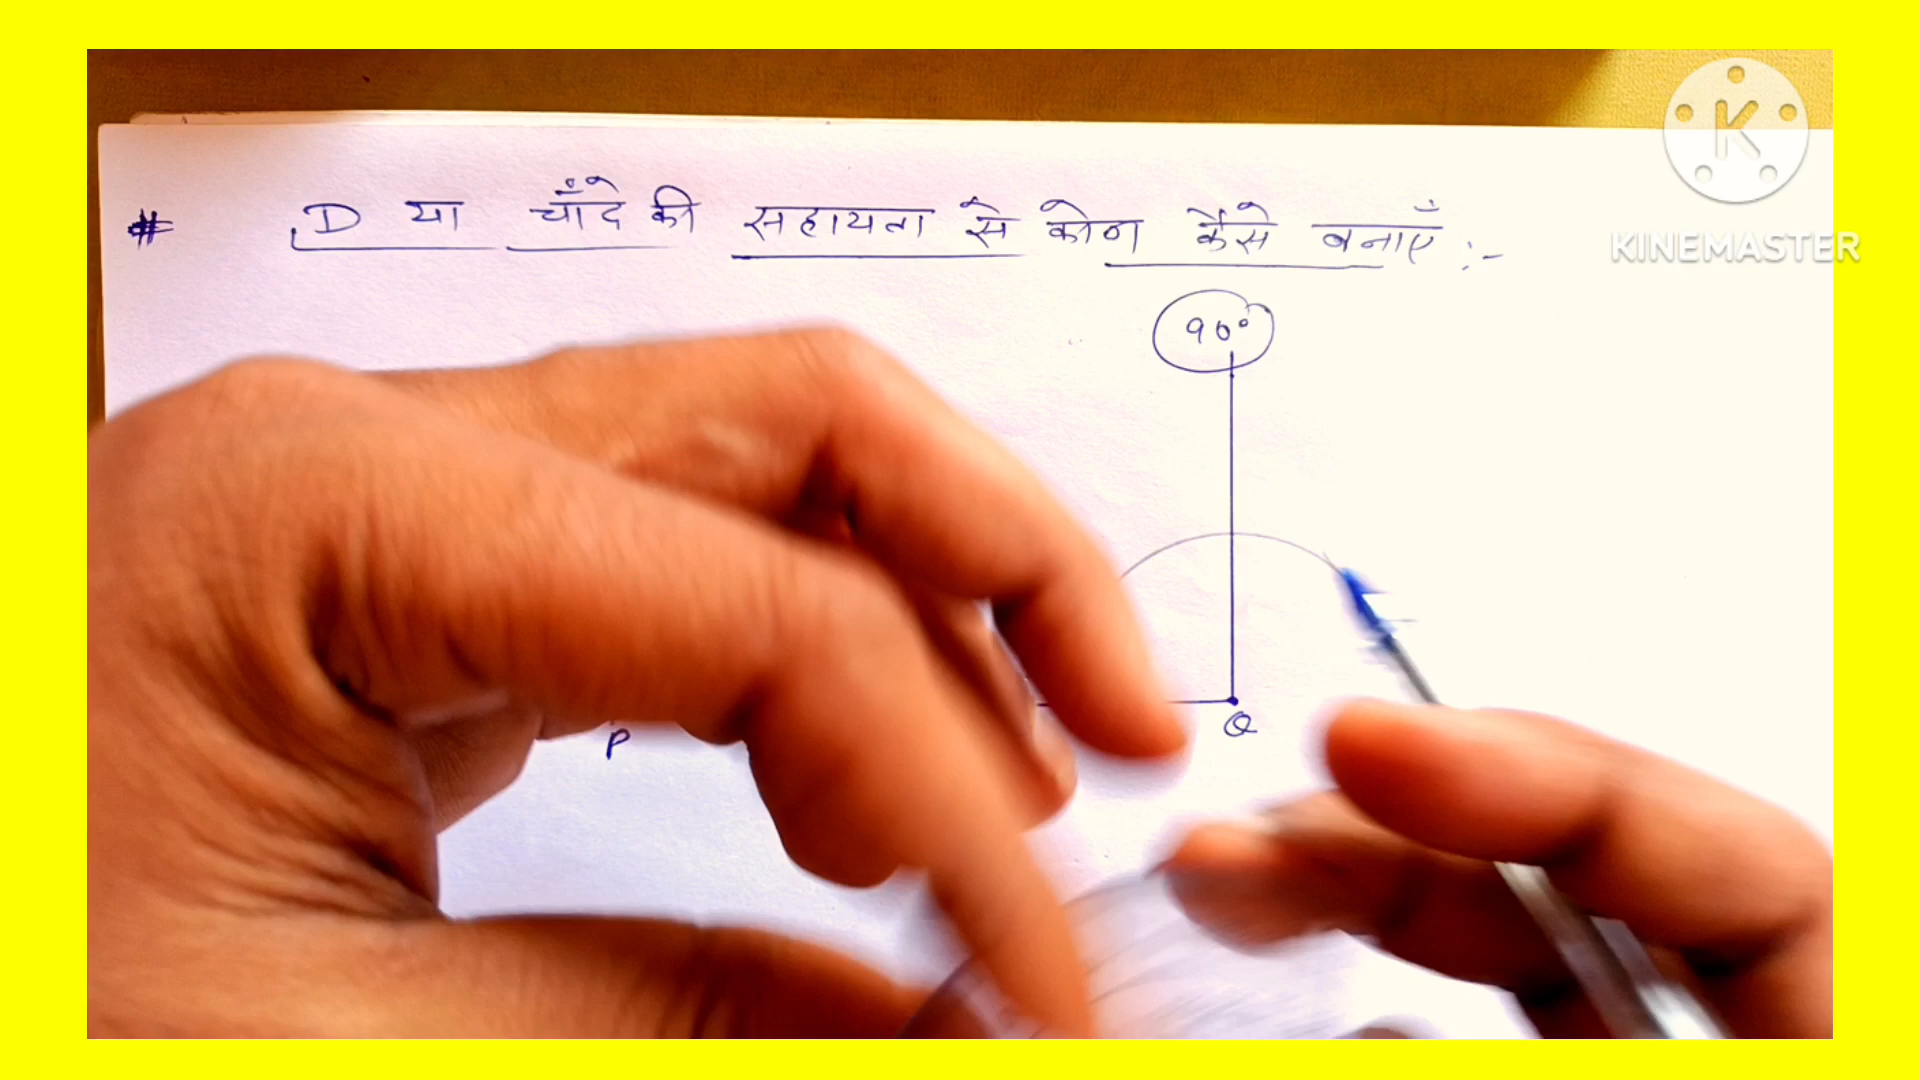 # D या चाँदे की सहायता से कोण कैसे बनाएँ :-
90°
P
Q
K
KINEMASTER